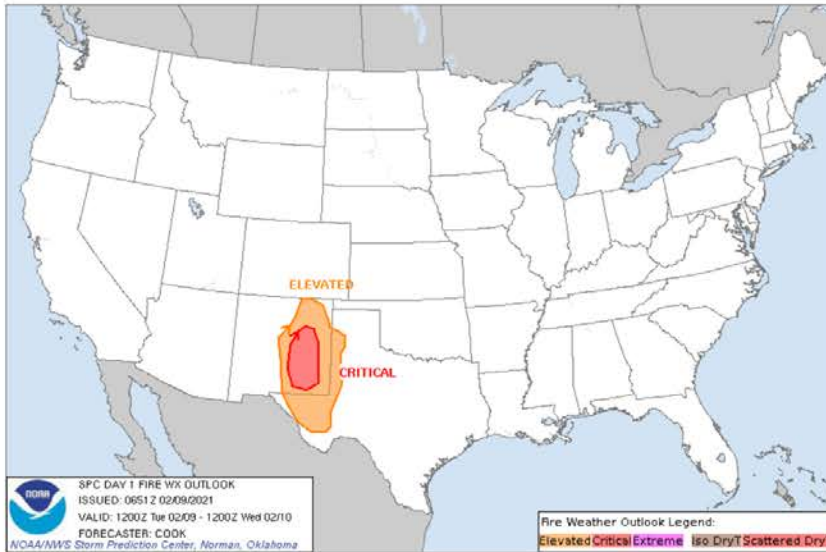 ELEVATED
CRITICAL
noaa
SPC DAY 1 FIRE WX OUTLOOK
ISSUED: 0651Z 02/09/2021
VALID: 1200Z Tue 02/09 - 1200Z Wed 02/10
FORECASTER: COOK
NOAA/NWS Storm Prediction Center, Norman, Oklahoma
Fire Weather Outlook Legend:
Elevated Critical Extreme Iso DryT Scattered Dry